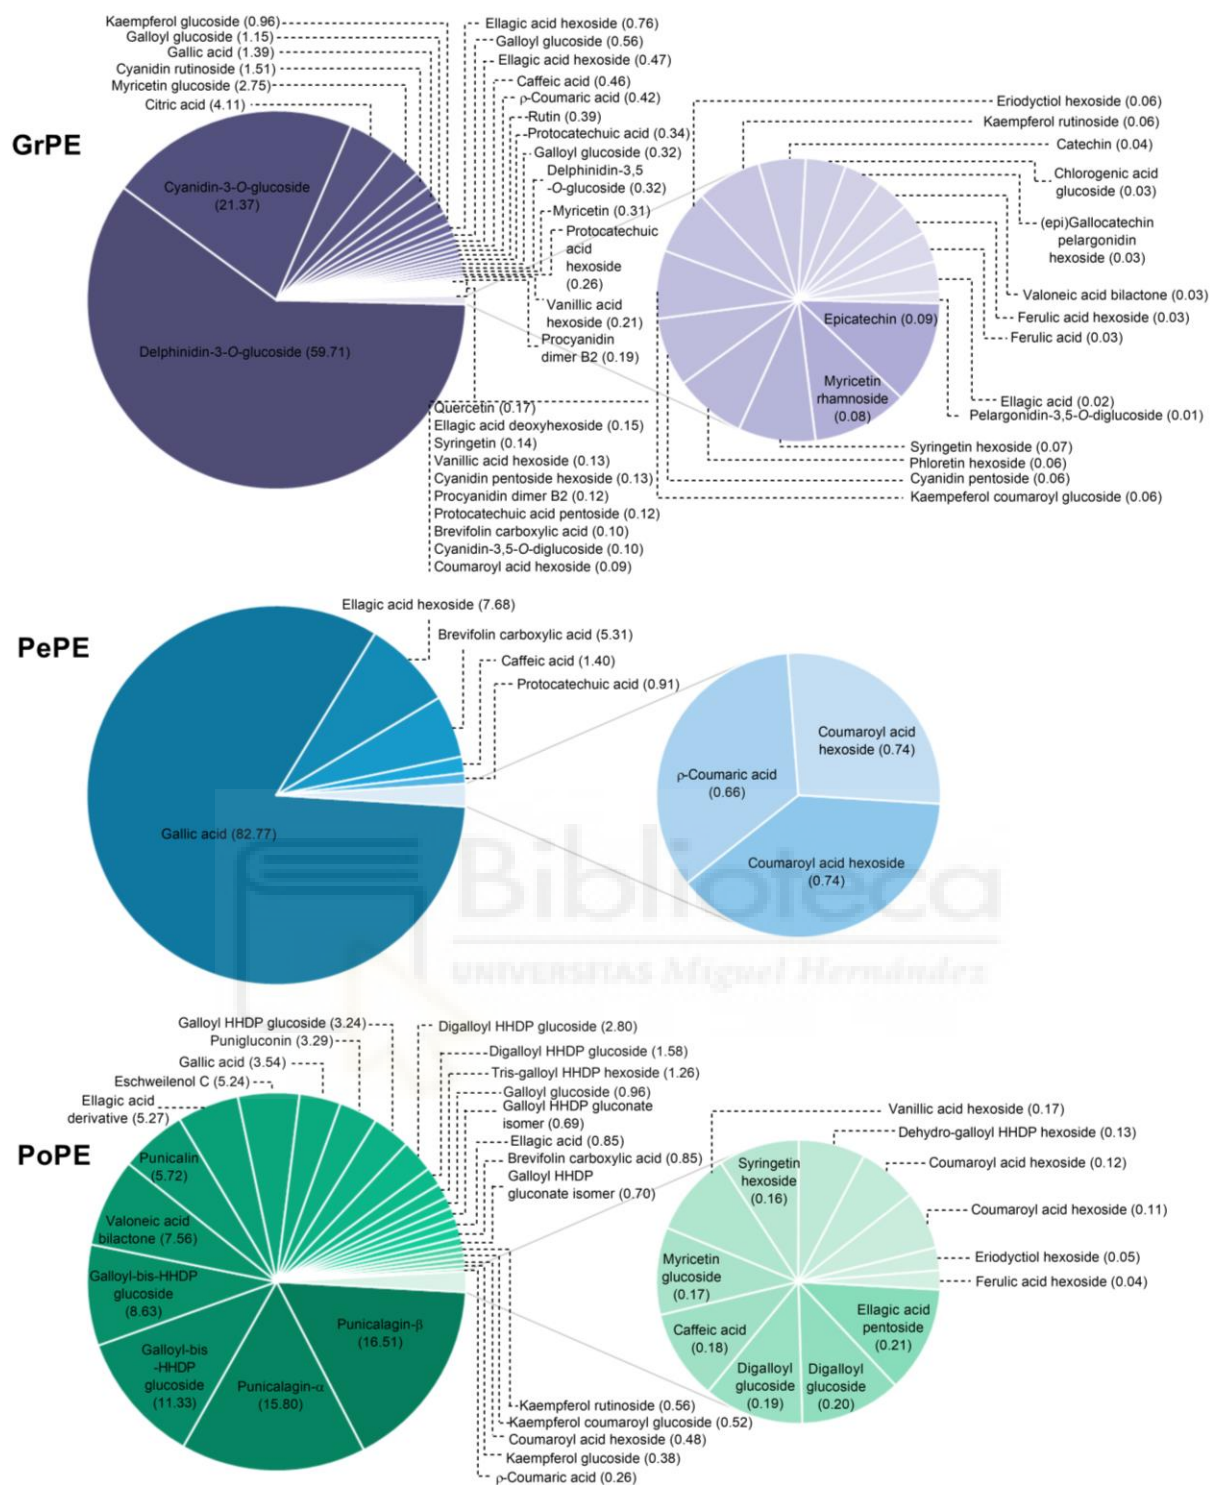 Kaempferol glucoside (0.96)
Galloyl glucoside (1.15)
Gallic acid (1.39)
Cyanidin rutinoside (1.51)
Myricetin glucoside (2.75)
Citric acid (4.11)
GrPE
Cyanidin-3-O-glucoside
(21.37)
Delphinidin-3-O-glucoside (59.71)
Ellagic acid hexoside (0.76)
Galloyl glucoside (0.56)
Ellagic acid hexoside (0.47)
Caffeic acid (0.46)
ρ-Coumaric acid (0.42)
Rutin (0.39)
Protocatechuic acid (0.34)
Galloyl glucoside (0.32)
Delphinidin-3,5
-O-glucoside (0.32)
Myricetin (0.31)
Protocatechuic
acid
hexoside
(0.26)
Vanillic acid
hexoside (0.21)
Procyanidin
dimer B2 (0.19)
Quercetin (0.17)
Ellagic acid deoxyhexoside (0.15)
Syringetin (0.14)
Vanillic acid hexoside (0.13)
Cyanidin pentoside hexoside (0.13)
Procyanidin dimer B2 (0.12)
Protocatechuic acid pentoside (0.12)
Brevifolin carboxylic acid (0.10)
Cyanidin-3,5-O-diglucoside (0.10)
Coumaroyl acid hexoside (0.09)
Eriodyctiol hexoside (0.06)
Kaempferol rutinoside (0.06)
Catechin (0.04)
Chlorogenic acid
glucoside (0.03)
(epi)Gallocatechin
pelargonidin
hexoside (0.03)
Valoneic acid bilactone (0.03)
Ferulic acid hexoside (0.03)
Ferulic acid (0.03)
Epicatechin (0.09)
Myricetin
rhamnoside
(0.08)
Ellagic acid (0.02)
Pelargonidin-3,5-O-diglucoside (0.01)
Syringetin hexoside (0.07)
Phloretin hexoside (0.06)
Cyanidin pentoside (0.06)
Kaempeferol coumaroyl glucoside (0.06)
PePE
Ellagic acid hexoside (7.68)
Brevifolin carboxylic acid (5.31)
Caffeic acid (1.40)
Protocatechuic acid (0.91)
Gallic acid (82.77)
Coumaroyl acid
hexoside (0.74)
ρ-Coumaric acid
(0.66)
Coumaroyl acid hexoside
(0.74)
Biblioteca
UNIVERSITAS Miguel Hernández
PoPE
Galloyl HHDP glucoside (3.24)
Punigluconin (3.29)
Gallic acid (3.54)
Eschweilenol C (5.24)
Ellagic acid
derivative (5.27)
Punicalin
(5.72)
Valoneic acid
bilactone (7.56)
Galloyl-bis-HHDP
glucoside
(8.63)
Galloyl-bis
-HHDP
glucoside
(11.33)
Punicalagin-α
(15.80)
Punicalagin-β
(16.51)
Digalloyl HHDP glucoside (2.80)
Digalloyl HHDP glucoside (1.58)
Tris-galloyl HHDP hexoside (1.26)
Galloyl glucoside (0.96)
Galloyl HHDP gluconate
isomer (0.69)
Ellagic acid (0.85)
Brevifolin carboxylic acid (0.85)
Galloyl HHDP
gluconate isomer (0.70)
Kaempferol rutinoside (0.56)
Kaempferol coumaroyl glucoside (0.52)
Coumaroyl acid hexoside (0.48)
Kaempferol glucoside (0.38)
ρ-Coumaric acid (0.26)
Vanillic acid hexoside (0.17)
Dehydro-galloyl HHDP hexoside (0.13)
Coumaroyl acid hexoside (0.12)
Coumaroyl acid hexoside (0.11)
Eriodyctiol hexoside (0.05)
Ferulic acid hexoside (0.04)
Syringetin
hexoside
(0.16)
Myricetin
glucoside
(0.17)
Caffeic acid
(0.18)
Digalloyl
glucoside
(0.19)
Digalloyl
glucoside
(0.20)
Ellagic acid
pentoside
(0.21)